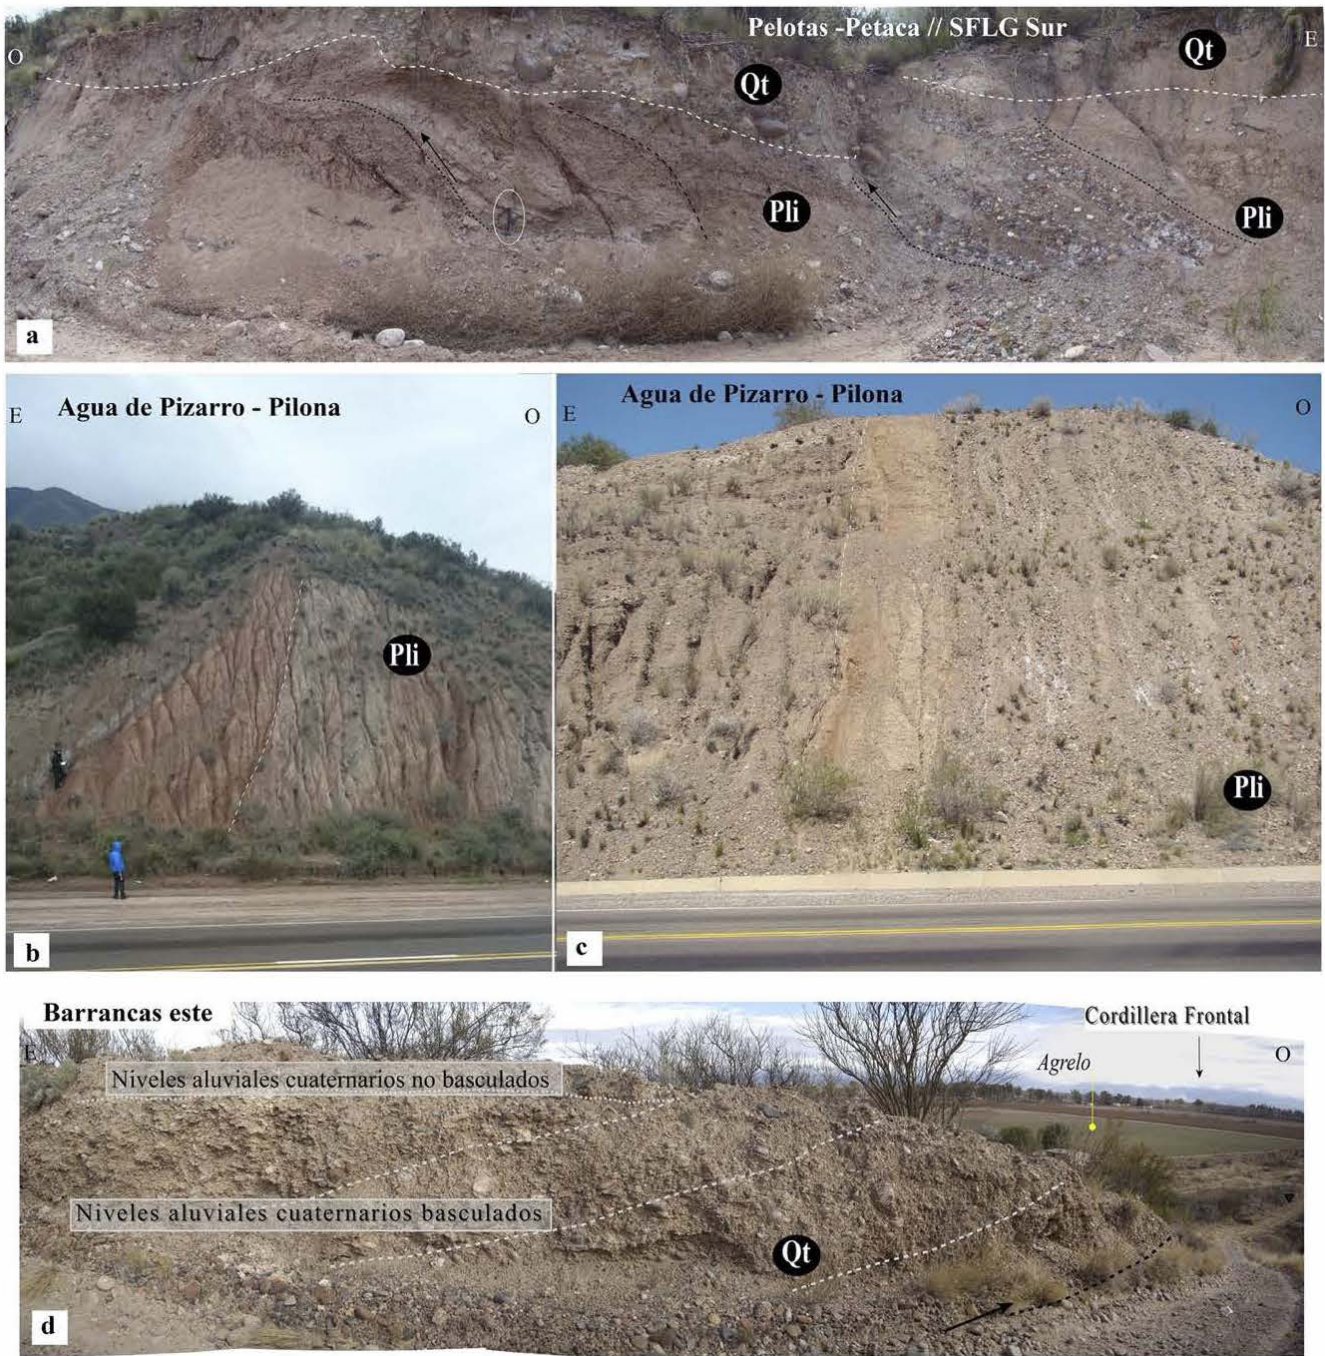 Pelotas -Petaca // SFLG Sur
O
E
Qt
Qt
Pli
Pli
a
Agua de Pizarro - Pilona
E
O
Pli
b
Agua de Pizarro - Pilona
E
O
Pli
c
Barrancas este
Cordillera Frontal
E
O
Agrelo
Niveles aluviales cuaternarios no basculados
Niveles aluviales cuaternarios basculados
Qt
d